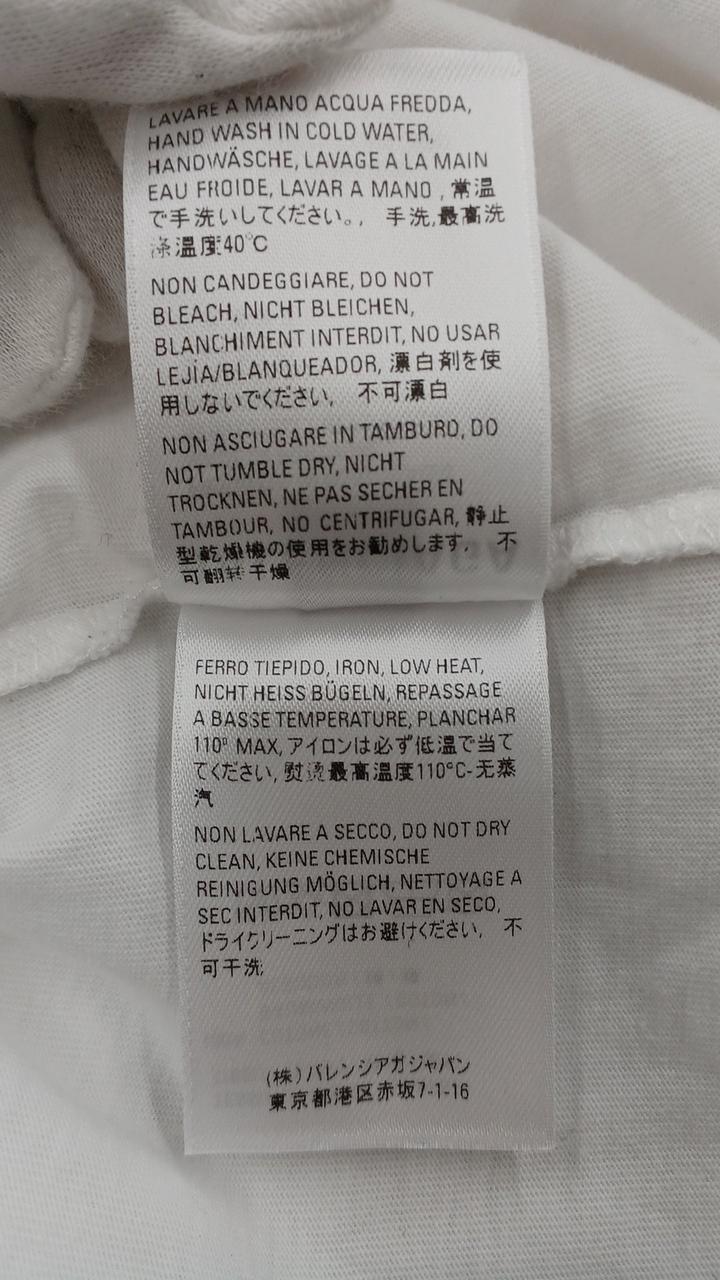 LAVARE A MANO ACQUA FREDDA,
HAND WASH IN COLD WATER,
HANDWÄSCHE, LAVAGE A LA MAIN
EAU FROIDE, LAVAR A MANO , 常温
で手洗いしてください。, 手洗,最高洗
涤温度40°C
NON CANDEGGIARE, DO NOT
BLEACH, NICHT BLEICHEN,
BLANCHIMENT INTERDIT, NO USAR
LEJÍA/BLANQUEADOR, 漂白剤を使
用しないでください, 不可漂白
NON ASCIUGARE IN TAMBURO, DO
NOT TUMBLE DRY, NICHT
TROCKNEN, NE PAS SECHER EN
TAMBOUR, NO CENTRIFUGAR, 静止
型乾燥機の使用をお勧めします, 不
可翻转干燥
FERRO TIEPIDO, IRON, LOW HEAT,
NICHT HEISS BÜGELN, REPASSAGE
A BASSE TEMPERATURE, PLANCHAR
110º MAX, アイロンは必ず低温で当て
てください, 熨烫最高温度110°C-无蒸
汽
NON LAVARE A SECCO, DO NOT DRY
CLEAN, KEINE CHEMISCHE
REINIGUNG MÖGLICH, NETTOYAGE A
SEC INTERDIT, NO LAVAR EN SECO,
ドライクリーニングはお避けください, 不
可干洗;
(株)バレンシアガジャパン
東京都港区赤坂7-1-16